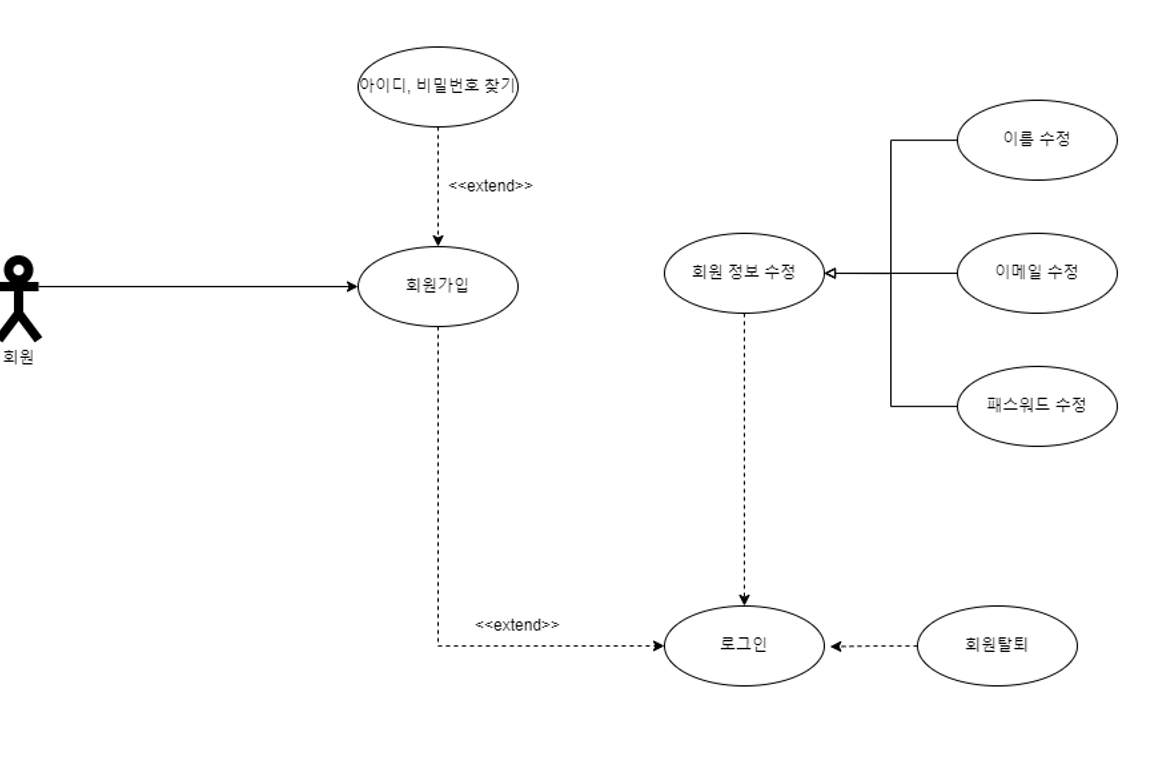 아이디, 비밀번호 찾기
<<extend>>
이름 수정
회원 정보 수정
이메일 수정
회원가입
회원
패스워드 수정
<<extend>>
로그인
회원탈퇴